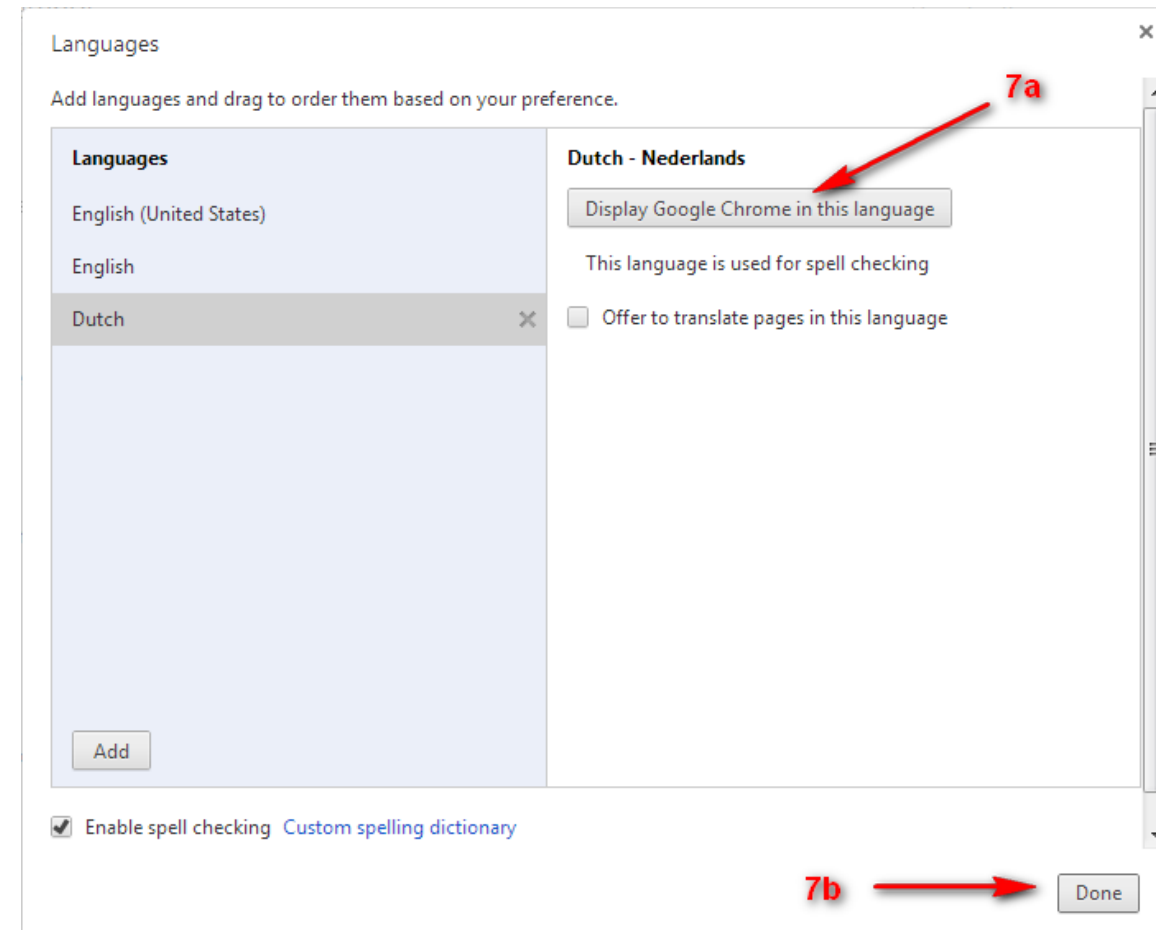 Languages
Add languages and drag to order them based on your preference.
7a
Languages
English (United States)
English
Dutch
Dutch - Nederlands
Display Google Chrome in this language
This language is used for spell checking
Offer to translate pages in this language
Add
Enable spell checking Custom spelling dictionary
7b
Done